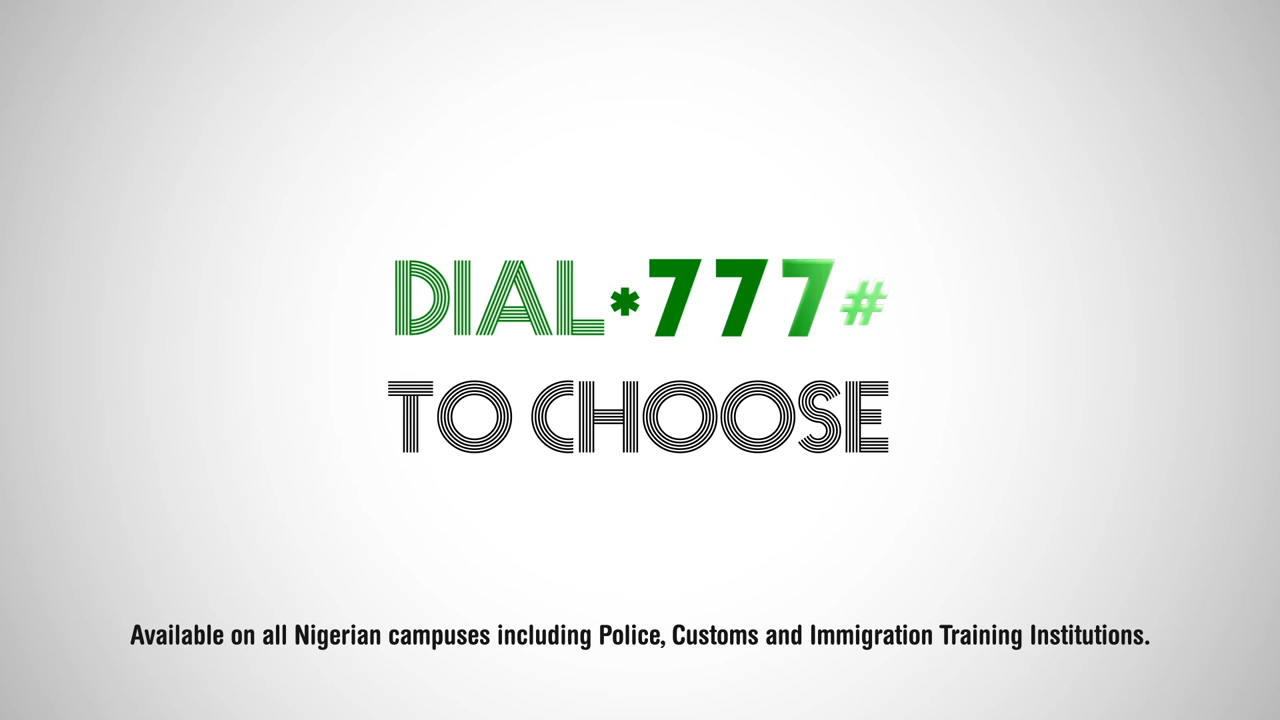 DIAL *777#
TO CHOOSE
Available on all Nigerian campuses including Police, Customs and Immigration Training Institutions.